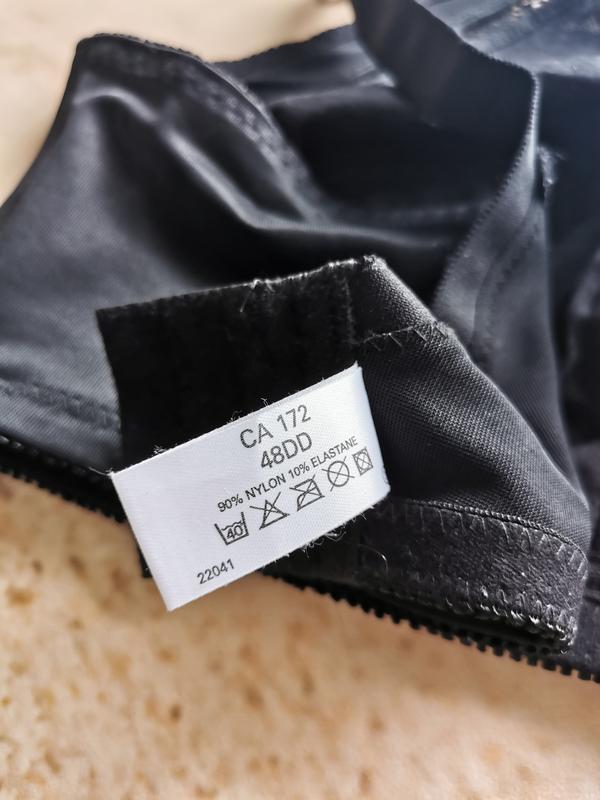 CA 172
48DD
90% NYLON 10% ELASTANE
40
22041